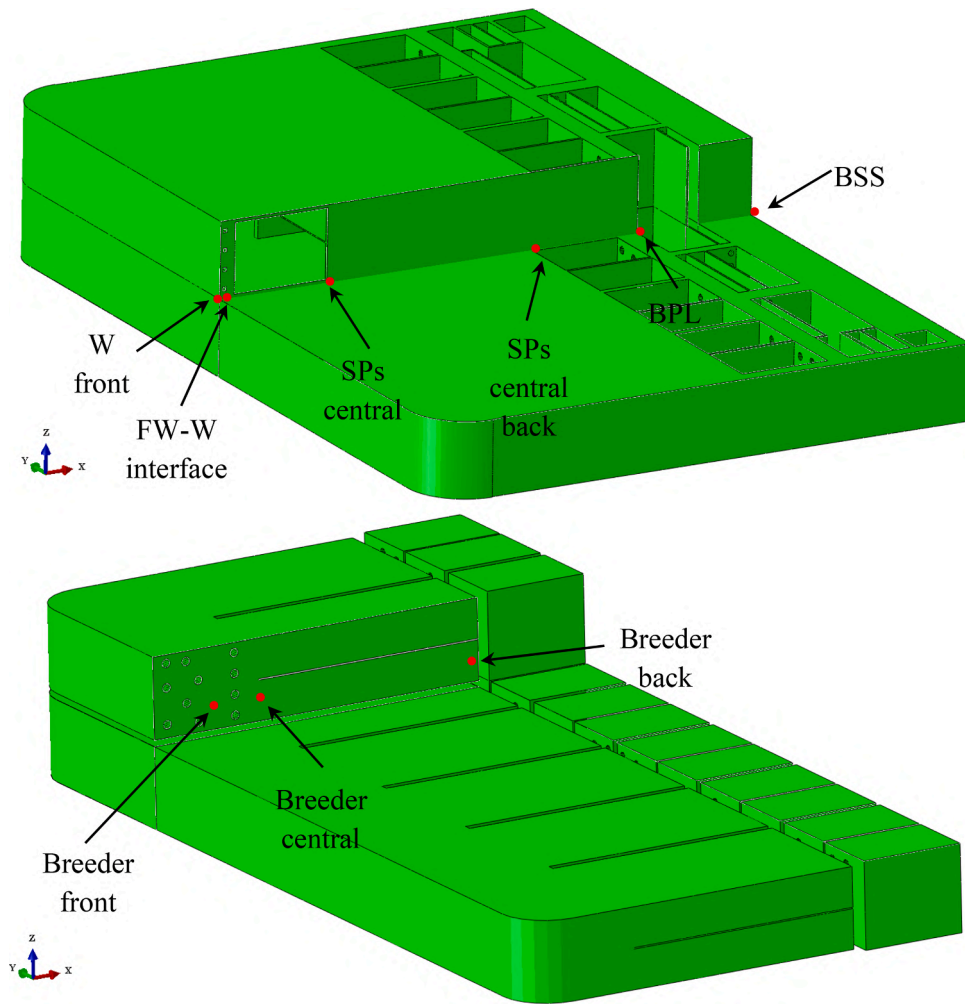 BSS
BPL
W
front
SPs
central
SPs
central
back
FW-W
interface
z
Y
x
Breeder
back
Breeder
central
Breeder
front
z
Y
x